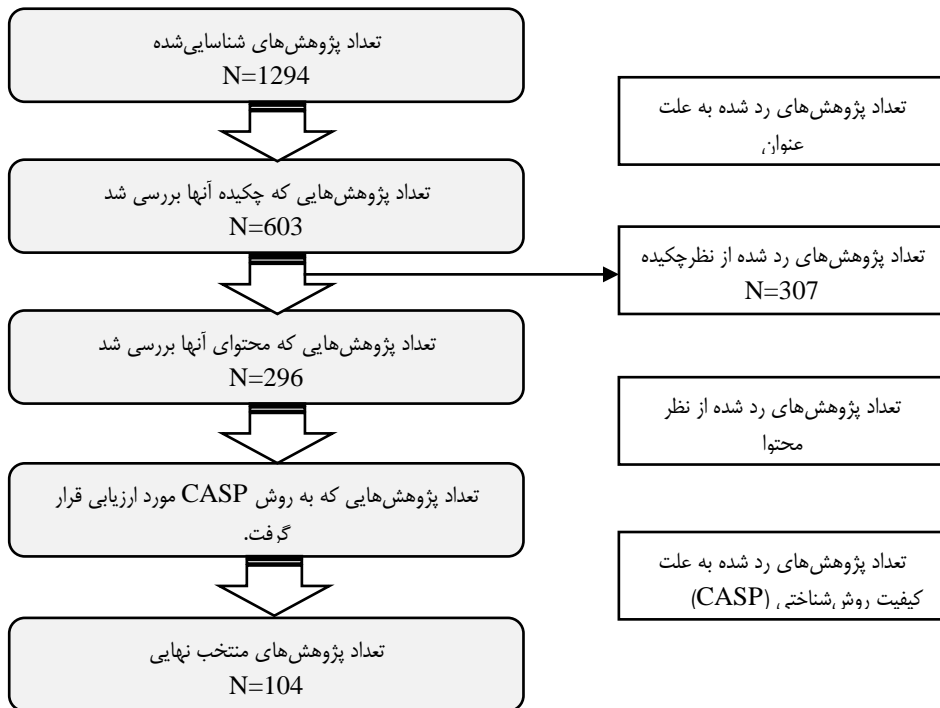 تعداد پژوهش‌های شناسایی‌شده
N=1294
تعداد پژوهش‌های رد شده به علت
عنوان
تعداد پژوهش‌هایی که چکیده آنها بررسی شد
N=603
تعداد پژوهش‌های رد شده از نظرچکیده
N=307
تعداد پژوهش‌هایی که محتوای آنها بررسی شد
N=296
تعداد پژوهش‌های رد شده از نظر
محتوا
تعداد پژوهش‌هایی که به روش CASP مورد ارزیابی قرار
گرفت.
تعداد پژوهش‌های رد شده به علت
کیفیت روش‌شناختی (CASP)
تعداد پژوهش‌های منتخب نهایی
N=104